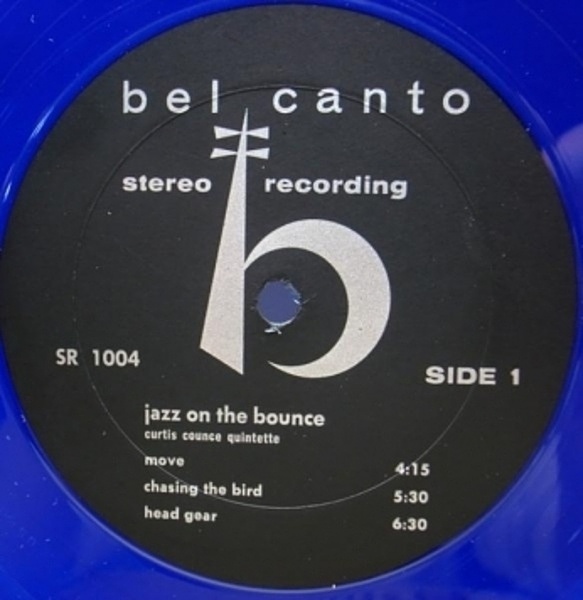 bel canto
stereo recording
SR 1004
SIDE 1
jazz on the bounce
curtis counce quintette
move 4:15
chasing the bird 5:30
head gear 6:30